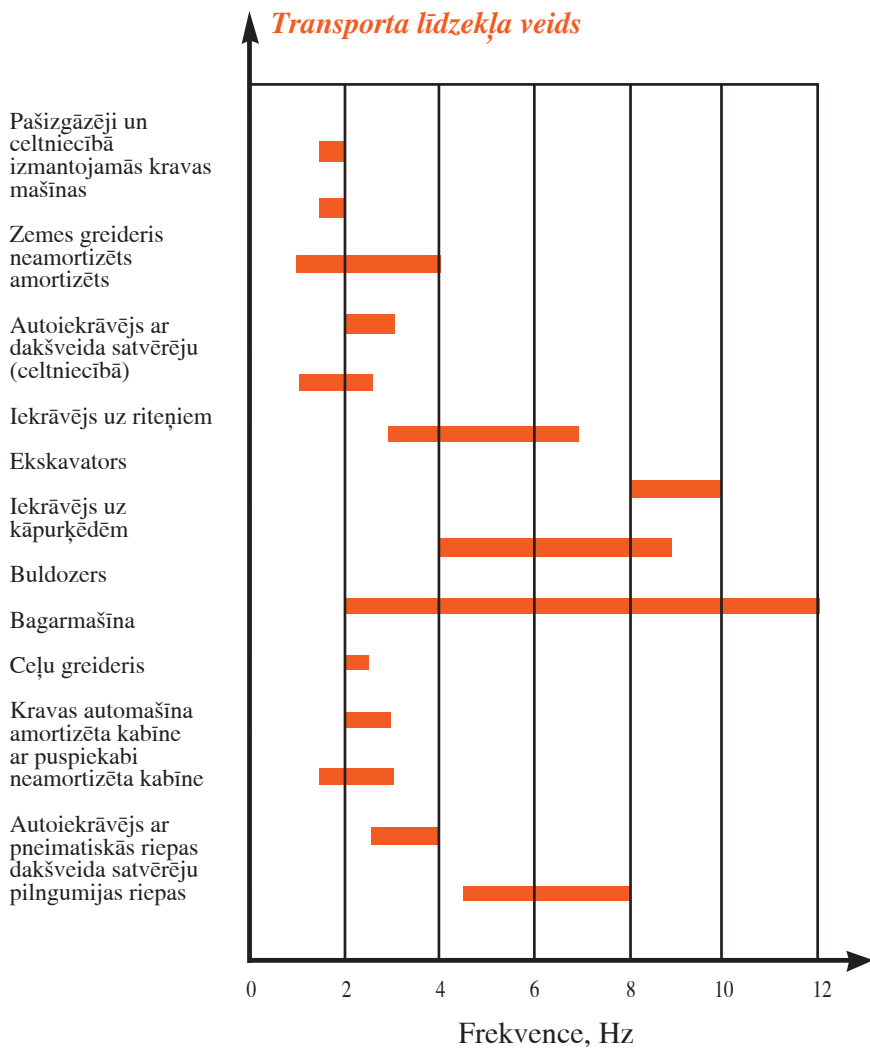 Transporta līdzekļa veids
Pašizgāzēji un
celtniecībā
izmantojamās kravas
mašīnas
Zemes greideris
neamortizēts
amortizēts
Autoiekrāvējs ar
dakšveida satvērēju
(celtniecībā)
Iekrāvējs uz riteņiem
Ekskavators
Iekrāvējs uz
kāpurķēdēm
Buldozers
Bagarmašīna
Ceļu greideris
Kravas automašīna
amortizēta kabīne
ar puspiekabi
neamortizēta kabīne
Autoiekrāvējs ar
pneimatiskās riepas
dakšveida satvērēju
pilngumijas riepas
0 2 4 6 8 10 12
Frekvence, Hz